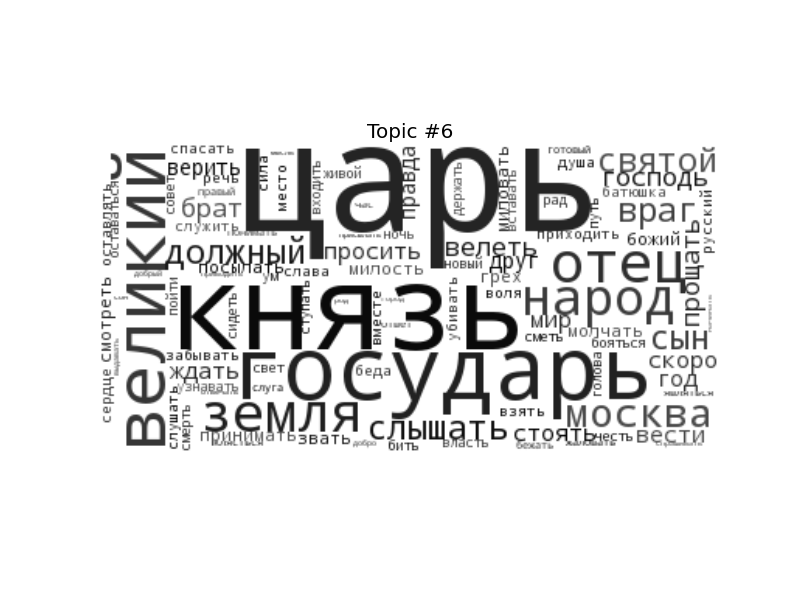 Topic #6
спасать
царь
готовый
святой
верить
речь
сила
место
входить
живой
правда
держать
миловать
вставать
душа
господь
великий
оставлять
оставаться
совет
правый
брат
рад
путь
батюшка
враг
русский
служить
понимать
ночь
приходить
божий
должный
просить
велеть
друг
отец
прощать
посылать
ум
слава
милость
новый
грех
добрый
пойти
князь
воля
народ
смотреть
сидеть
ступать
род
вместе
убивать
мир
молчать
сметь
бояться
сын
забывать
государь
скоро
ждать
свет
беда
голова
год
сердце
узнавать
слуга
земля
взять
москва
слушать
смерть
слышать
стоять
честь
вести
принимать
звать
добро
бить
власть
бежать